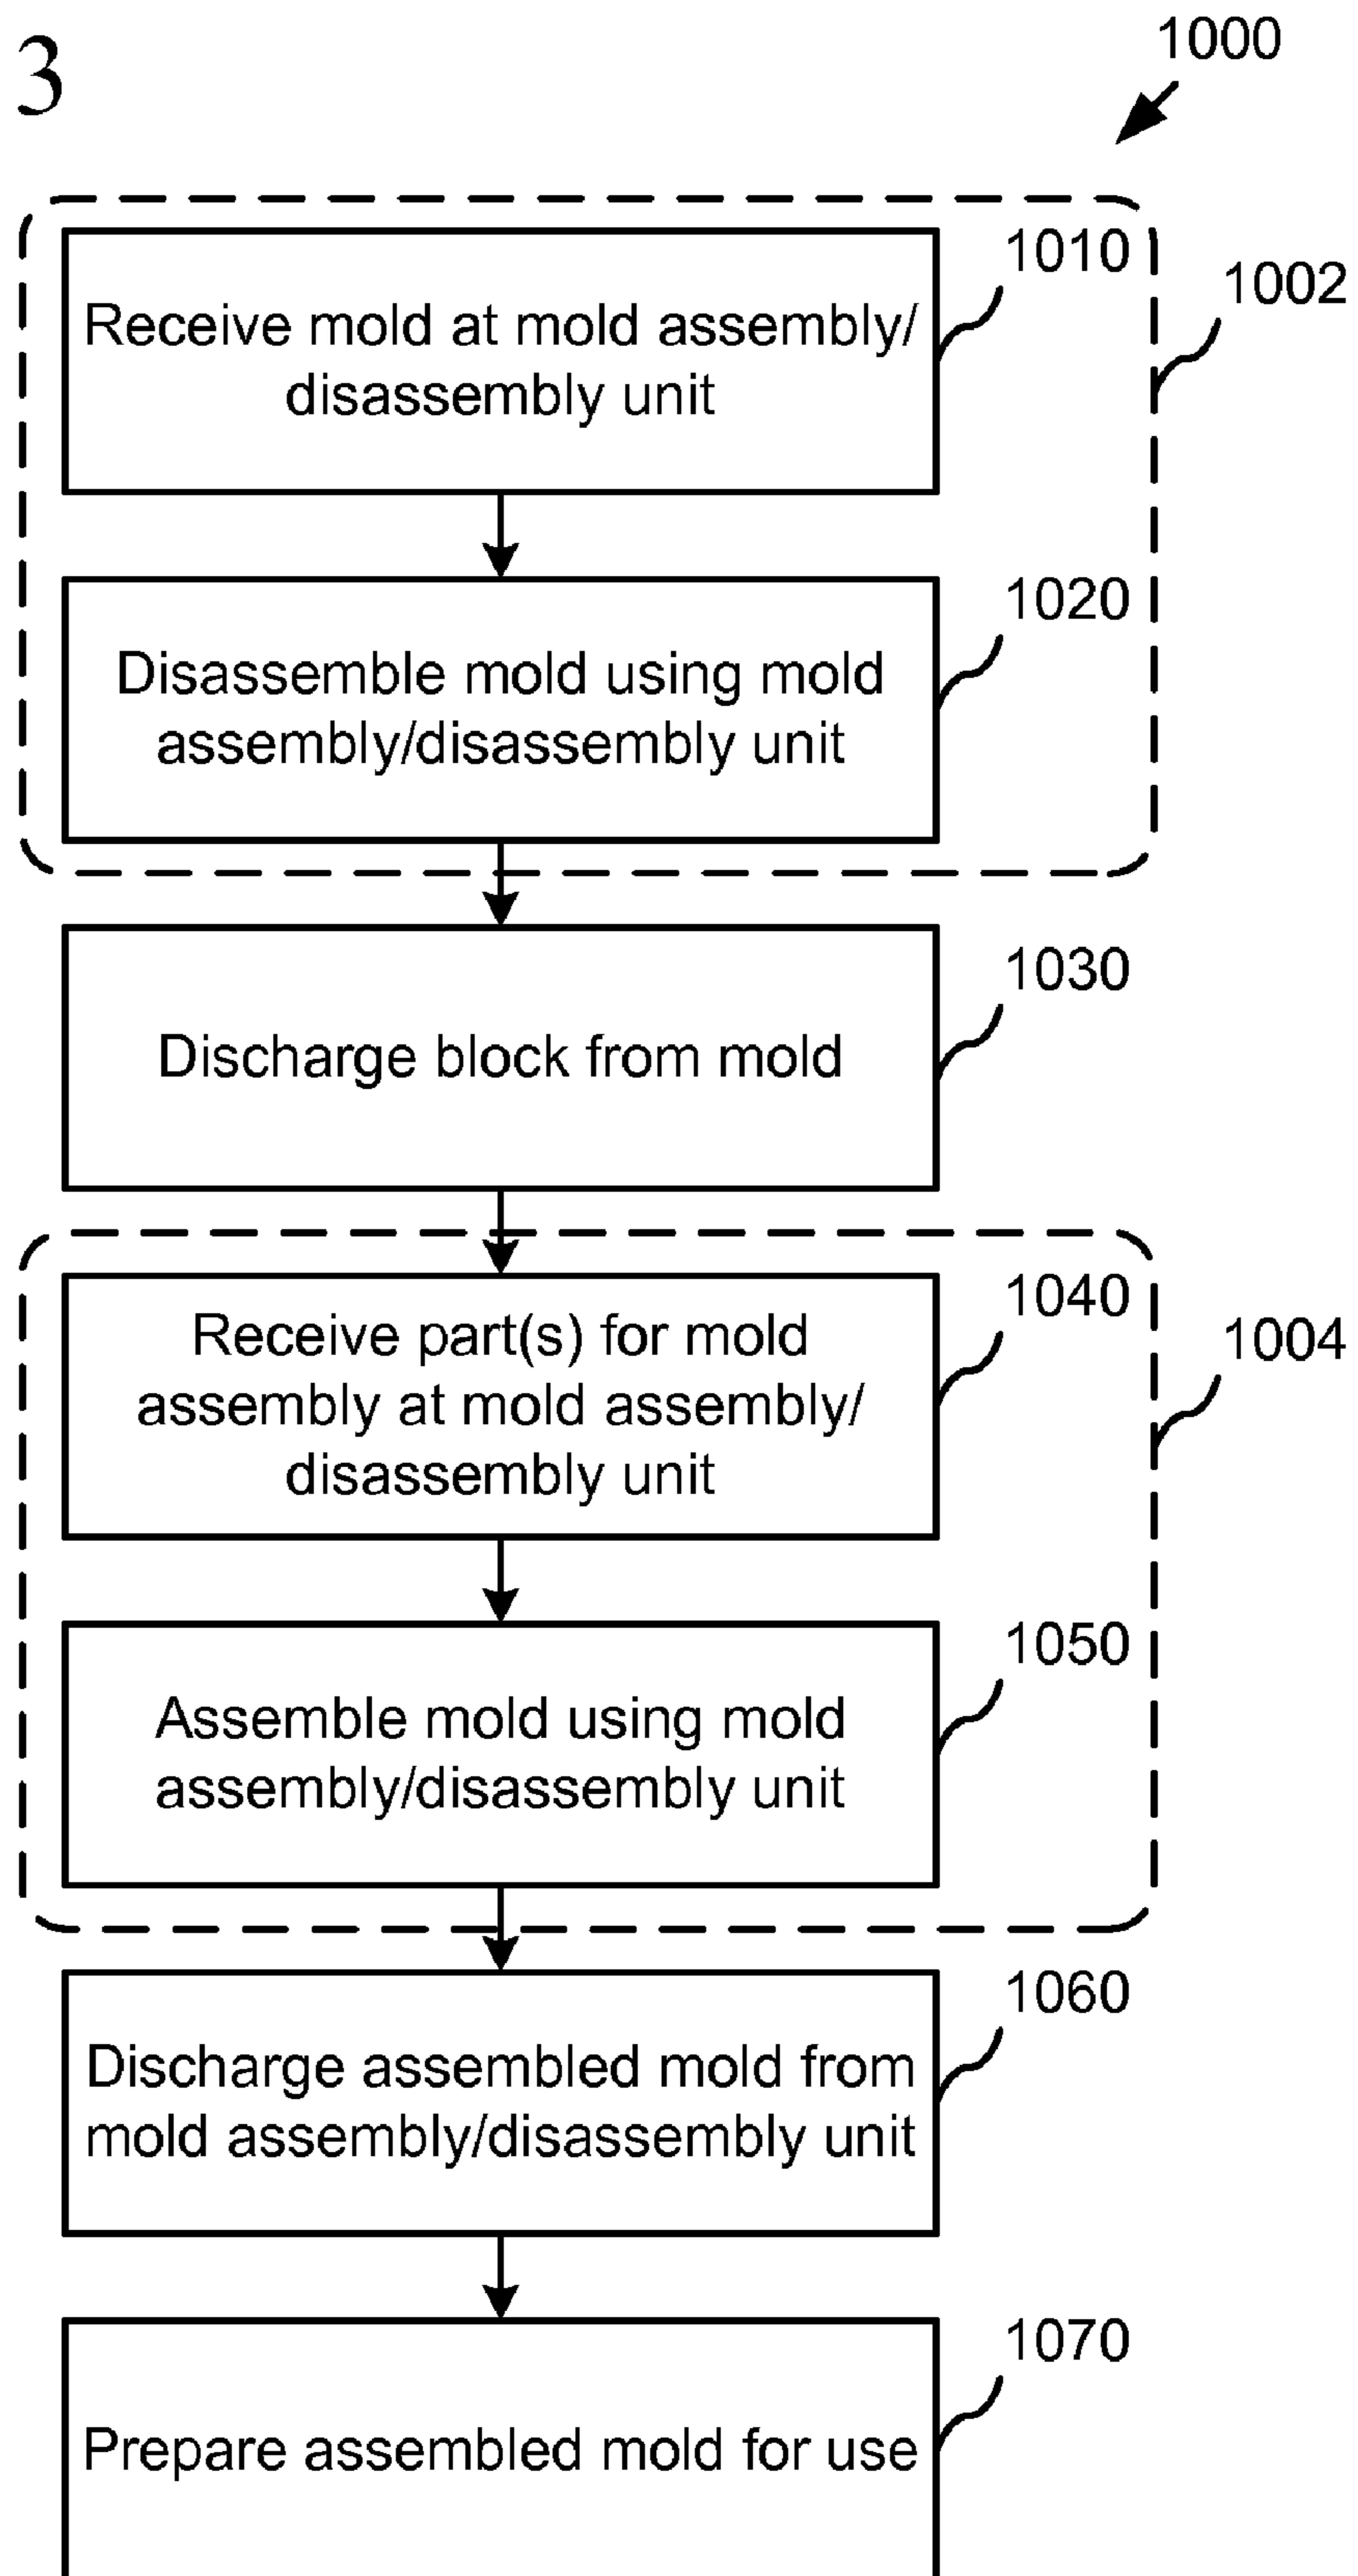 3
1000
1010
1002
Receive mold at mold assembly/
disassembly unit
1020
Disassemble mold using mold
assembly/disassembly unit
1030
Discharge block from mold
1040
1004
Receive part(s) for mold
assembly at mold assembly/
disassembly unit
1050
Assemble mold using mold
assembly/disassembly unit
1060
Discharge assembled mold from
mold assembly/disassembly unit
1070
Prepare assembled mold for use